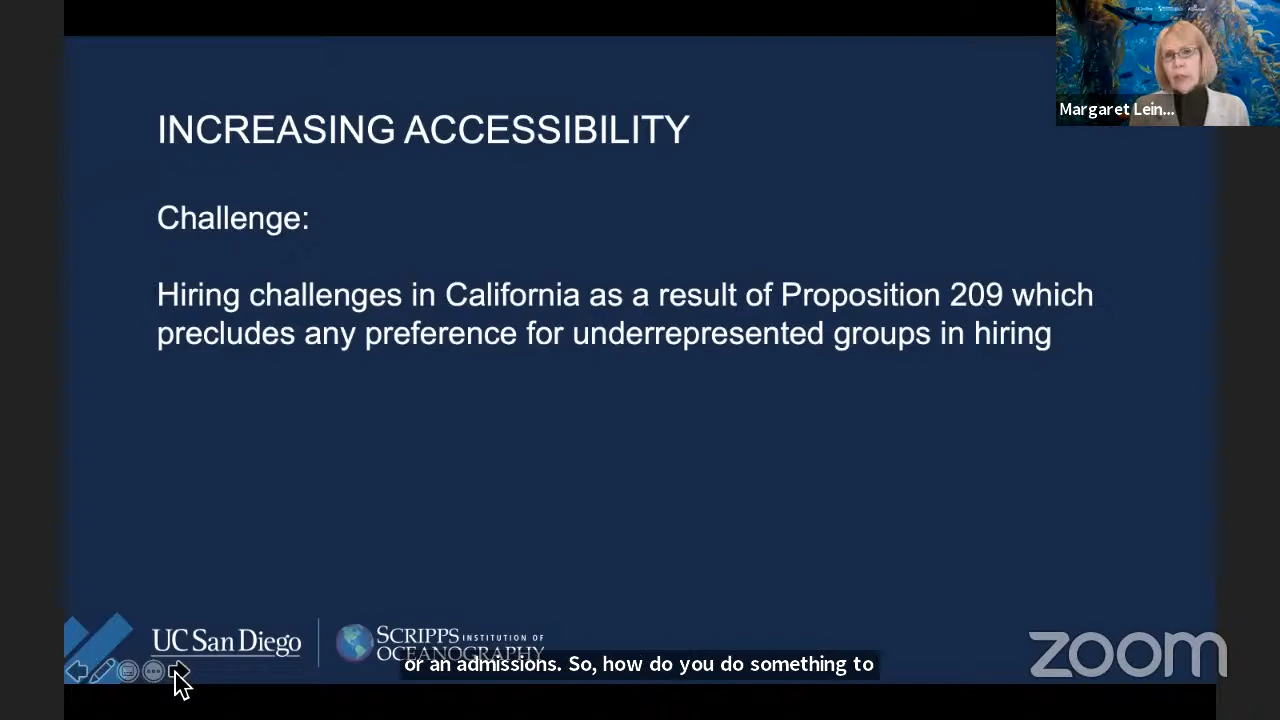 Margaret Lein...
INCREASING ACCESSIBILITY
Challenge:
Hiring challenges in California as a result of Proposition 209 which
precludes any preference for underrepresented groups in hiring
UC San Diego
SCRIPPS INSTITUTION OF
OCEANOGRAPHY
or an admissions. So, how do you do something to
zoom